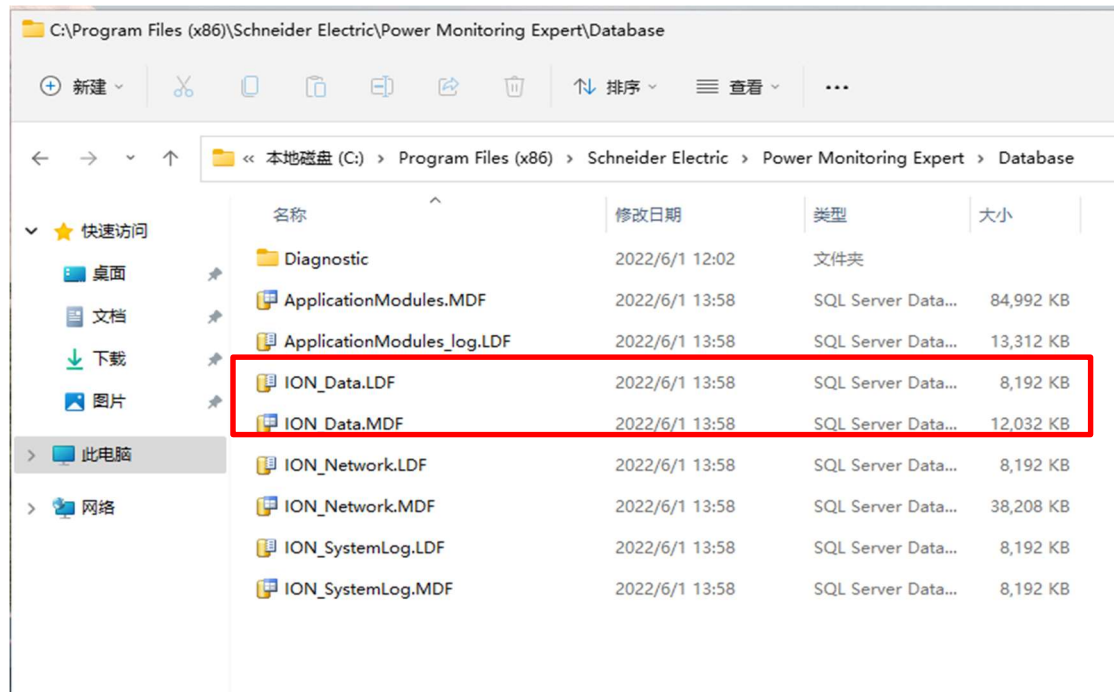 C:\Program Files (x86)\Schneider Electric\Power Monitoring Expert\Database
新建 排序 查看 ...
« 本地磁盘 (C:) › Program Files (x86) › Schneider Electric › Power Monitoring Expert › Database
名称 修改日期 类型 大小
快速访问
桌面
文档
下载
图片
此电脑
网络
Diagnostic 2022/6/1 12:02 文件夹
ApplicationModules.MDF 2022/6/1 13:58 SQL Server Data... 84,992 KB
ApplicationModules_log.LDF 2022/6/1 13:58 SQL Server Data... 13,312 KB
ION_Data.LDF 2022/6/1 13:58 SQL Server Data... 8,192 KB
ION_Data.MDF 2022/6/1 13:58 SQL Server Data... 12,032 KB
ION_Network.LDF 2022/6/1 13:58 SQL Server Data... 8,192 KB
ION_Network.MDF 2022/6/1 13:58 SQL Server Data... 38,208 KB
ION_SystemLog.LDF 2022/6/1 13:58 SQL Server Data... 8,192 KB
ION_SystemLog.MDF 2022/6/1 13:58 SQL Server Data... 8,192 KB